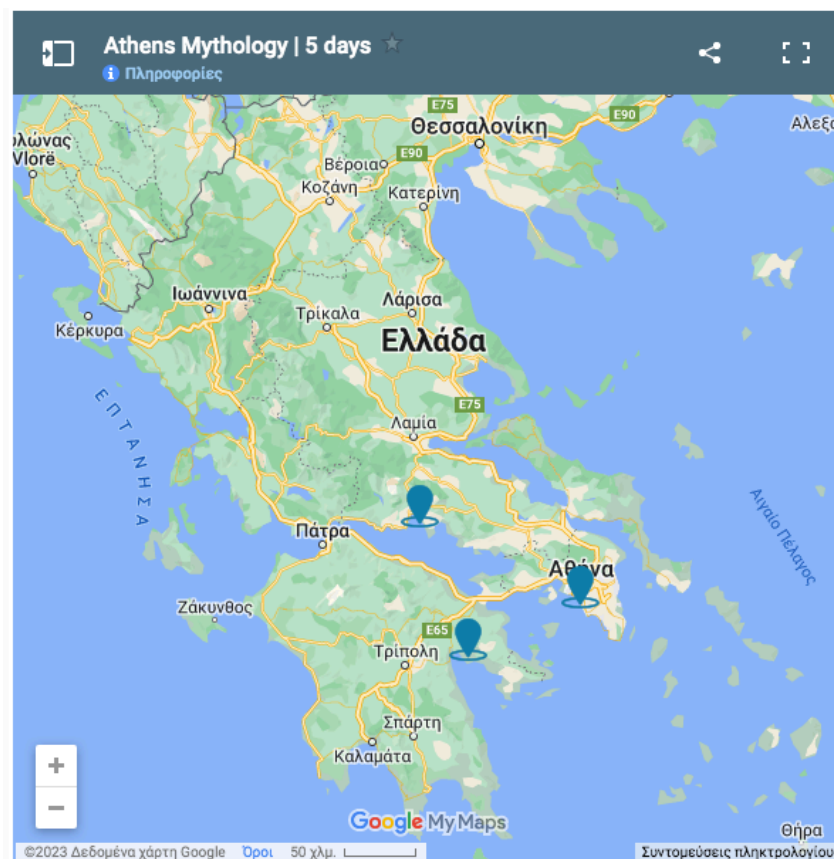 Athens Mythology | 5 days
Πληροφορίες
E75
E90
Θεσσαλονίκη
υλώνας
Vlorë
Βέροια
E90
Κοζάνη
Κατερίνη
Ιωάννινα
Λάρισα
Τρίκαλα
Κέρκυρα
Ελλάδα
ΕΠΤΑΝΗΣΑ
E75
Λαμία
Αιγαίο Πέλαγος
Πάτρα
Αθήνα
Ζάκυνθος
E65
Τρίπολη
Σπάρτη
Καλαμάτα
+
−
Google My Maps
Θήρα
©2023 Δεδομένα χάρτη Google Όροι 50 χλμ. Συντομεύσεις πληκτρολογίου